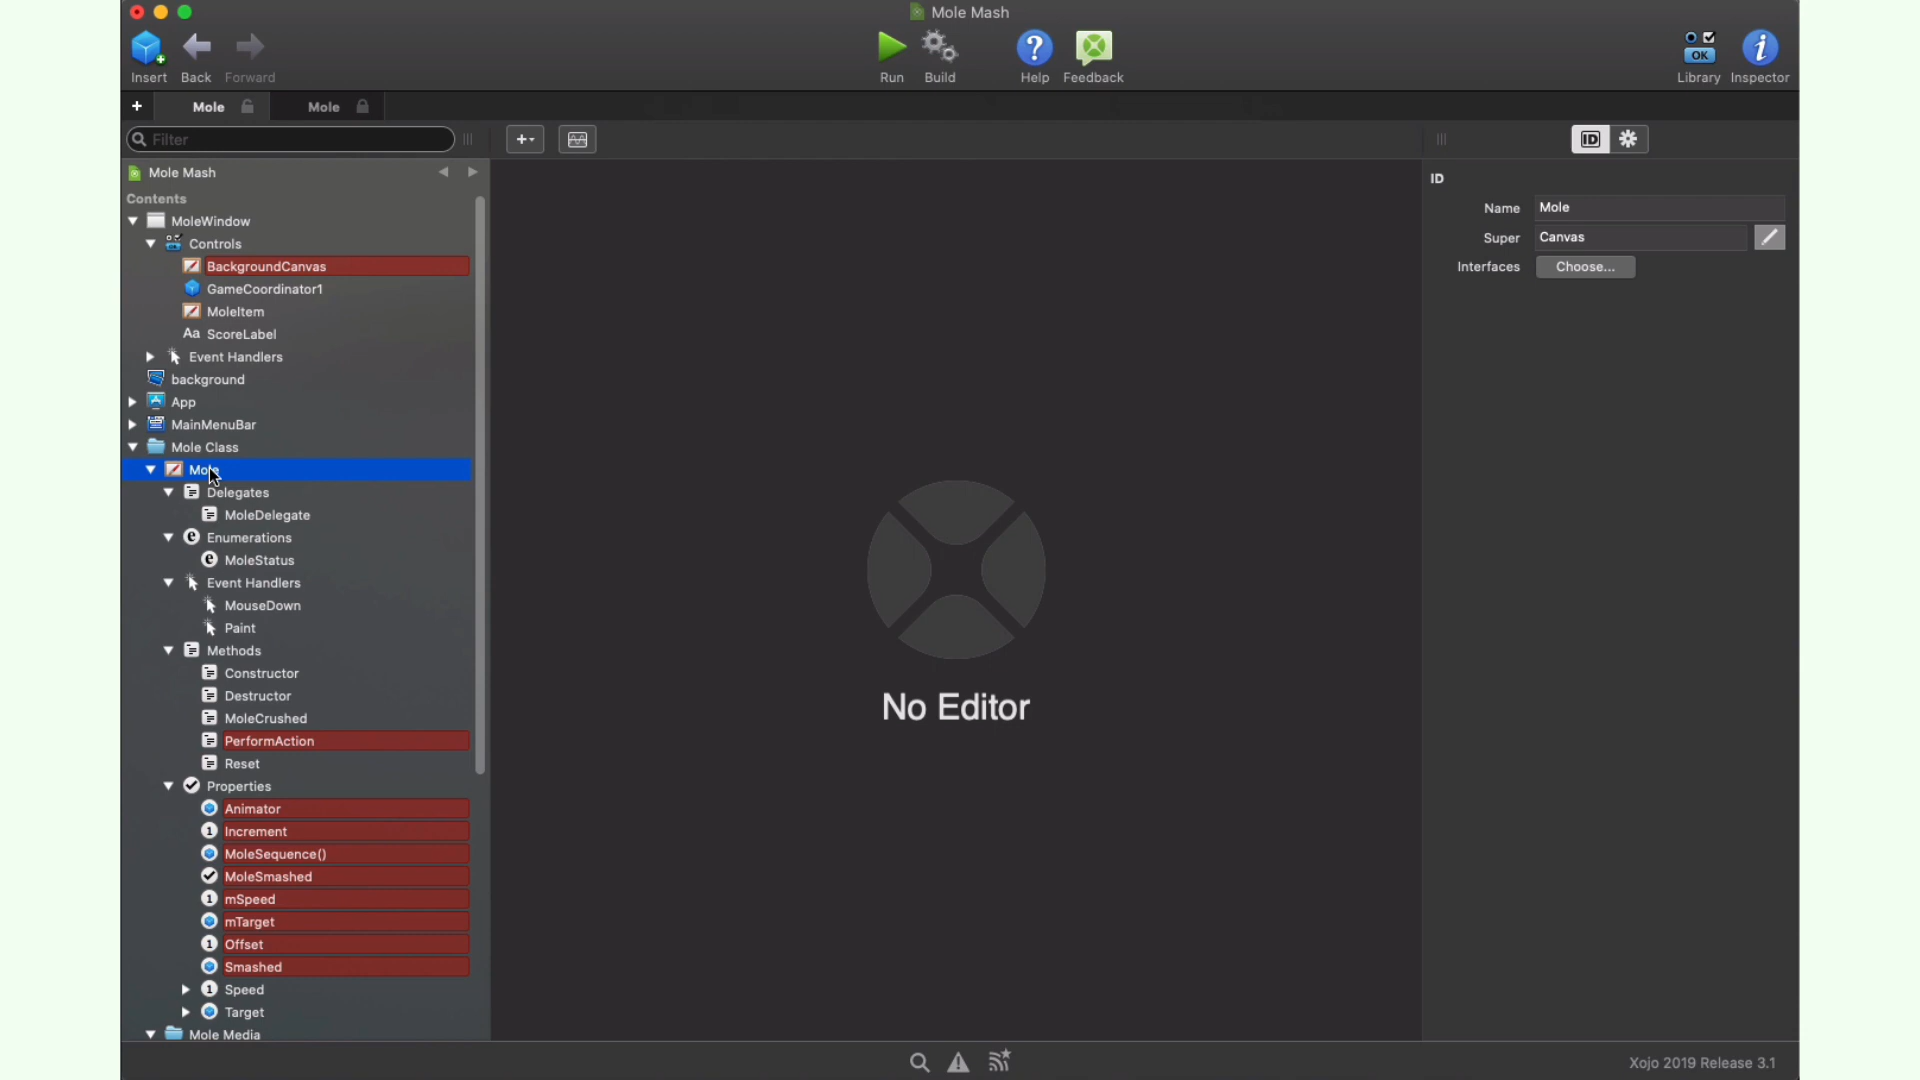 Mole Mash
Insert
Back
Forward
Run
Build
Help
Feedback
OK
Library
Inspector
+
Mole
Mole
Filter
ID
Mole Mash
Contents
MoleWindow
Controls
BackgroundCanvas
GameCoordinator1
MoleItem
Aa ScoreLabel
Event Handlers
background
App
MainMenuBar
Mole Class
Mole
Delegates
MoleDelegate
Enumerations
MoleStatus
Event Handlers
MouseDown
Paint
Methods
Constructor
Destructor
MoleCrushed
PerformAction
Reset
Properties
Animator
Increment
MoleSequence()
MoleSmashed
mSpeed
mTarget
Offset
Smashed
Speed
Target
Mole Media
No Editor
ID
Name Mole
Super Canvas
Interfaces Choose...
Xojo 2019 Release 3.1